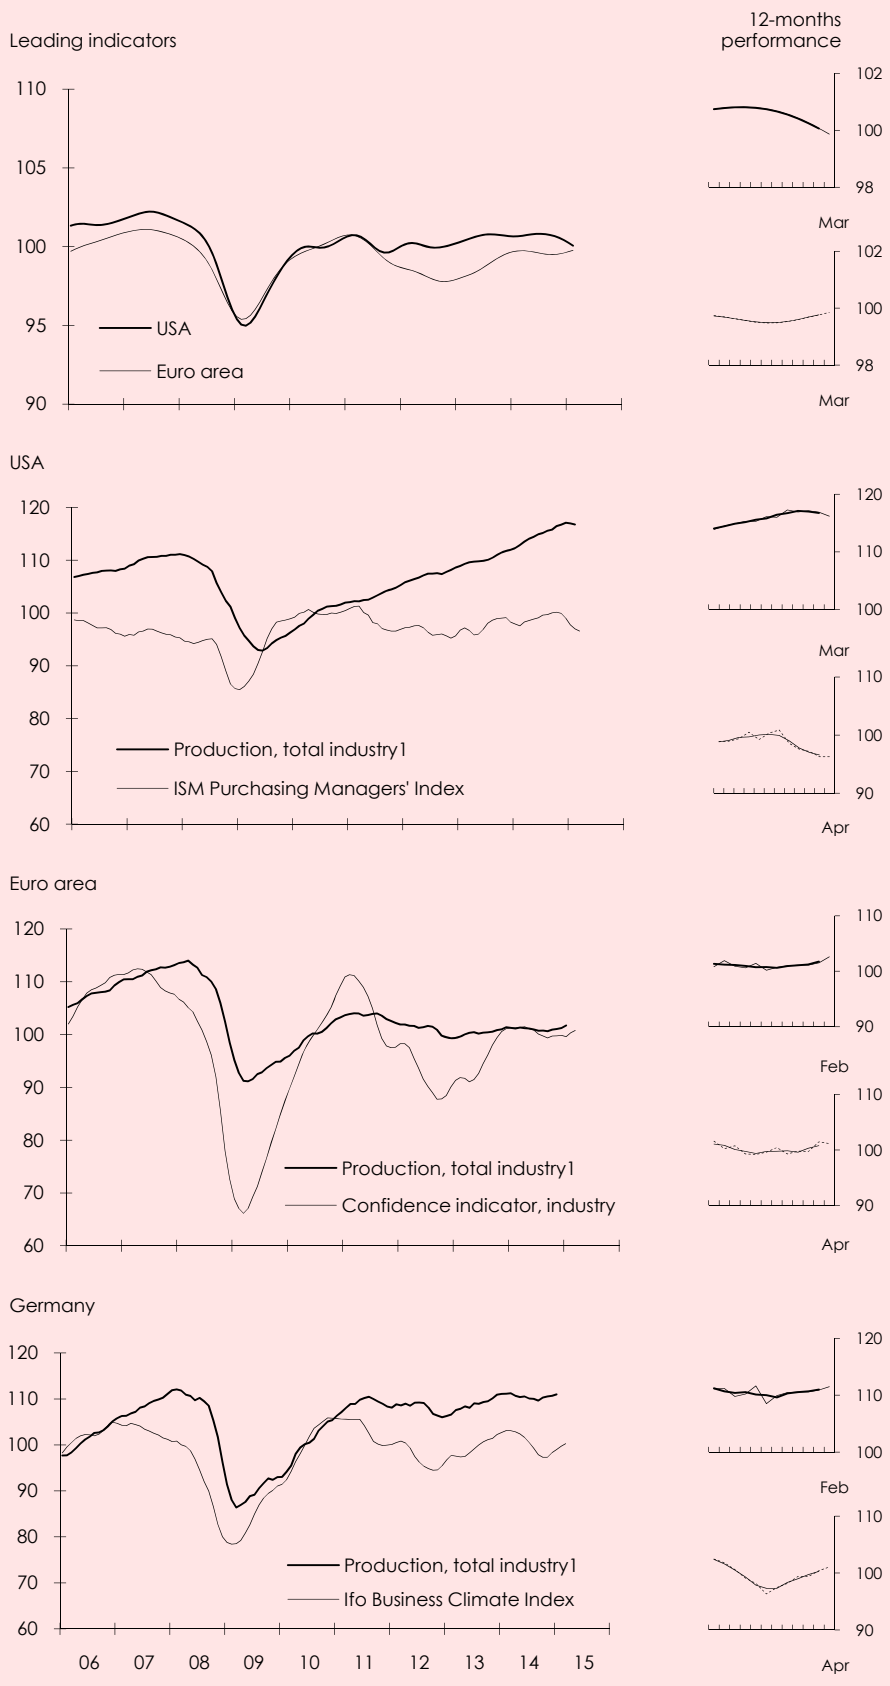 12-months
performance
Leading indicators
110
105
100
95
90
USA
Euro area
102
100
98
Mar
102
100
98
Mar
USA
120
110
100
90
80
70
60
Production, total industry1
ISM Purchasing Managers' Index
120
110
100
Mar
110
100
90
Apr
Euro area
120
110
100
90
80
70
60
Production, total industry1
Confidence indicator, industry
110
100
90
Feb
110
100
90
Apr
Germany
120
110
100
90
80
70
60
Production, total industry1
Ifo Business Climate Index
06 07 08 09 10 11 12 13 14 15
120
110
100
Feb
110
100
90
Apr